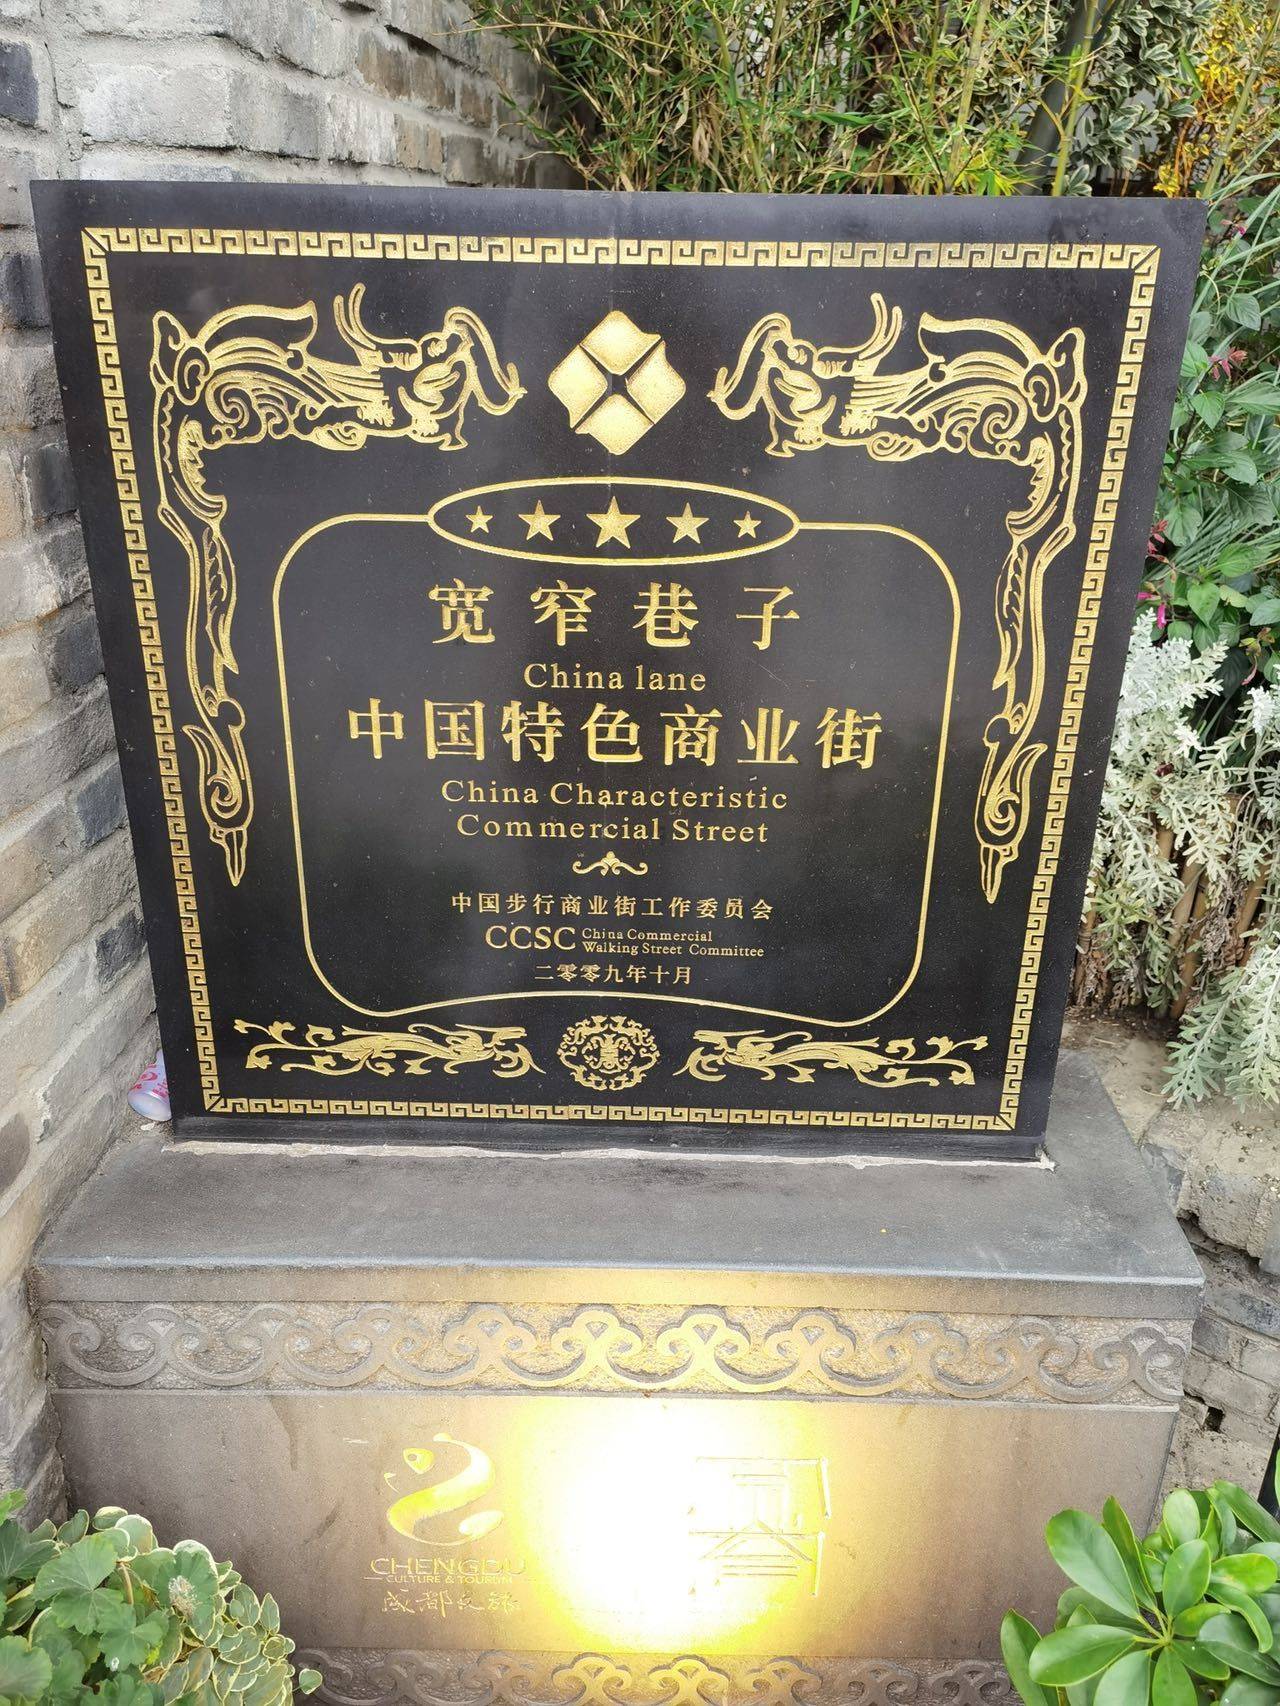 宽窄巷子
China lane
中国特色商业街
China Characteristic
Commercial Street
中国步行商业街工作委员会
CCSC China Commercial
Walking Street Committee
二零零九年十月
CHENGDU
CULTURE & TOURISM
成都文旅